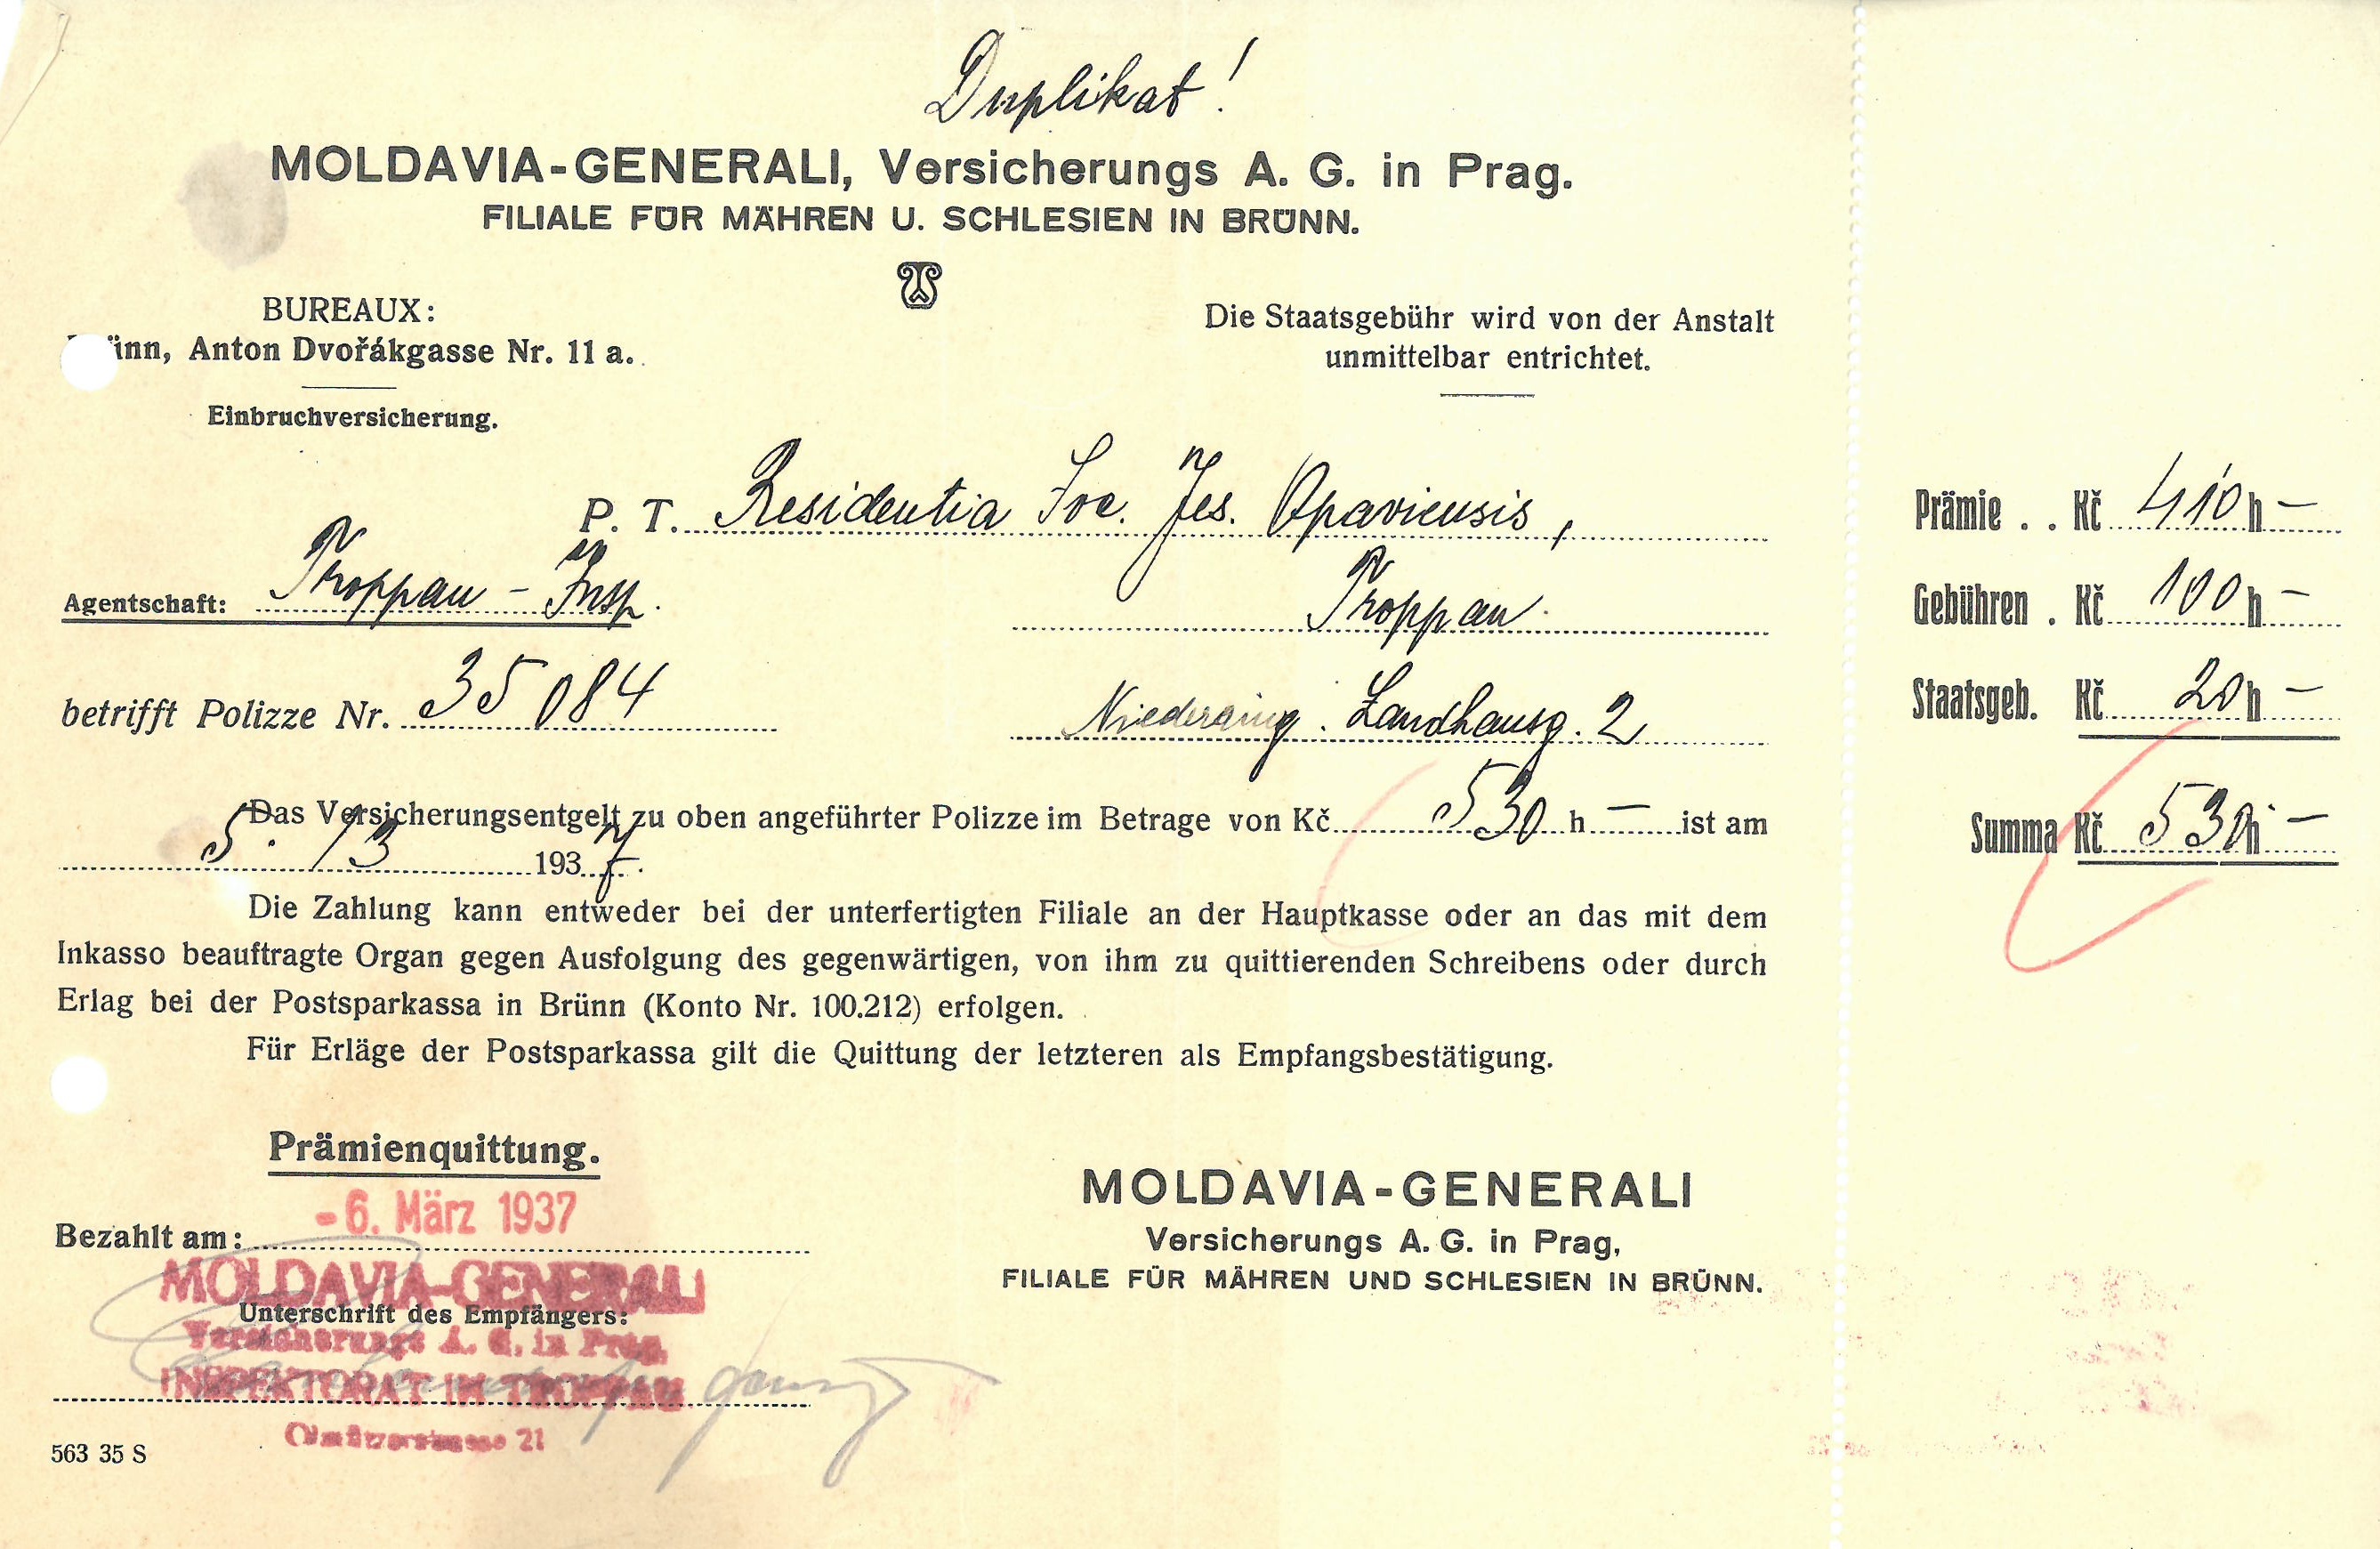 Duplikat!
MOLDAVIA-GENERALI, Versicherungs A. G. in Prag.
FILIALE FÜR MÄHREN U. SCHLESIEN IN BRÜNN.
BUREAUX:
ünn, Anton Dvořákgasse Nr. 11 a.
Einbruchversicherung.
Die Staatsgebühr wird von der Anstalt
unmittelbar entrichtet.
P. T. Residentia Soc. Jes. Opaviensis,
Agentschaft: Troppau - Insp.
Troppau
betrifft Polizze Nr. 35084
Niederring. Landhausg. 2
Das Versicherungsentgelt zu oben angeführter Polizze im Betrage von Kč 530 h — ist am
5. /3 1937.
Die Zahlung kann entweder bei der unterfertigten Filiale an der Hauptkasse oder an das mit dem
Inkasso beauftragte Organ gegen Ausfolgung des gegenwärtigen, von ihm zu quittierenden Schreibens oder durch
Erlag bei der Postsparkassa in Brünn (Konto Nr. 100.212) erfolgen.
Für Erläge der Postsparkassa gilt die Quittung der letzteren als Empfangsbestätigung.
Prämienquittung.
Bezahlt am: -6. März 1937
MOLDAVIA-GENERALI
Unterschrift des Empfängers:
Versicherungs A. G. in Prag,
INSPEKTORAT IN TROPPAU
Olmützerstrasse 21
563 35 S
MOLDAVIA-GENERALI
Versicherungs A. G. in Prag,
FILIALE FÜR MÄHREN UND SCHLESIEN IN BRÜNN.
Prämie . . Kč 410 h —
Gebühren . Kč 100 h —
Staatsgeb. Kč 20 h —
Summa Kč 530 h —